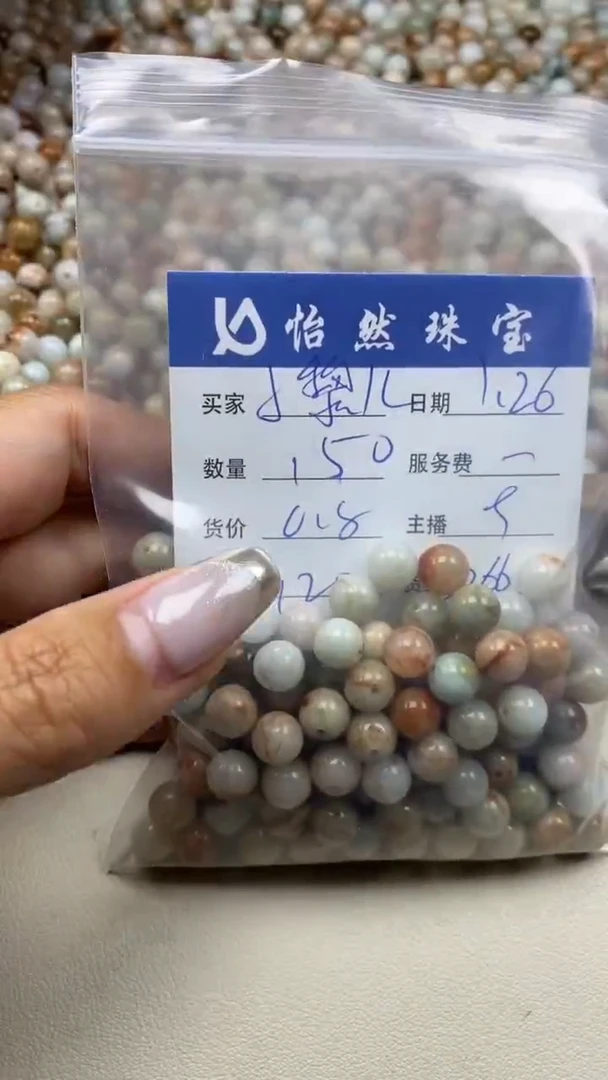 怡然珠宝
买家 日期 1.26
数量 150 服务费 一
货价 0.8 主播